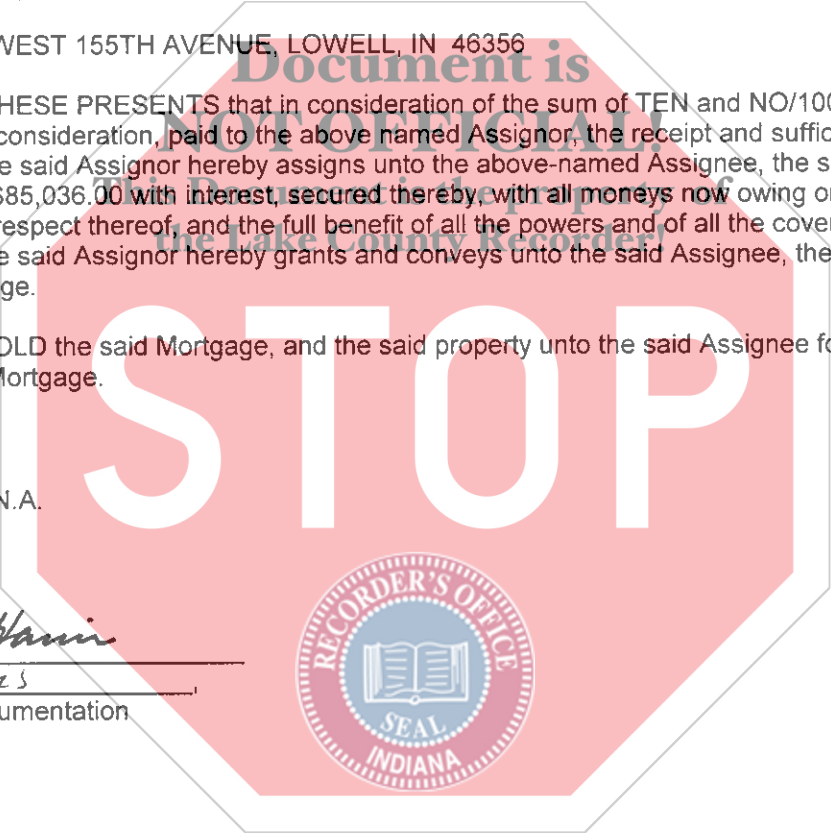 WEST 155TH AVENUE, LOWELL, IN 46356
Document is
HESE PRESENTS that in consideration of the sum of TEN and NO/100
NOT OFFICIAL!
consideration, paid to the above named Assignor, the receipt and suffic
e said Assignor hereby assigns unto the above-named Assignee, the s
This Document is the property of
$85,036.00 with interest, secured thereby, with all moneys now owing or
respect thereof, and the full benefit of all the powers and of all the cover
the Lake County Recorder!
e said Assignor hereby grants and conveys unto the said Assignee, the
ge.
OLD the said Mortgage, and the said property unto the said Assignee fo
Mortgage.
STOP
N.A.
RECORDER'S OFFICE
SEAL
INDIANA
umentation